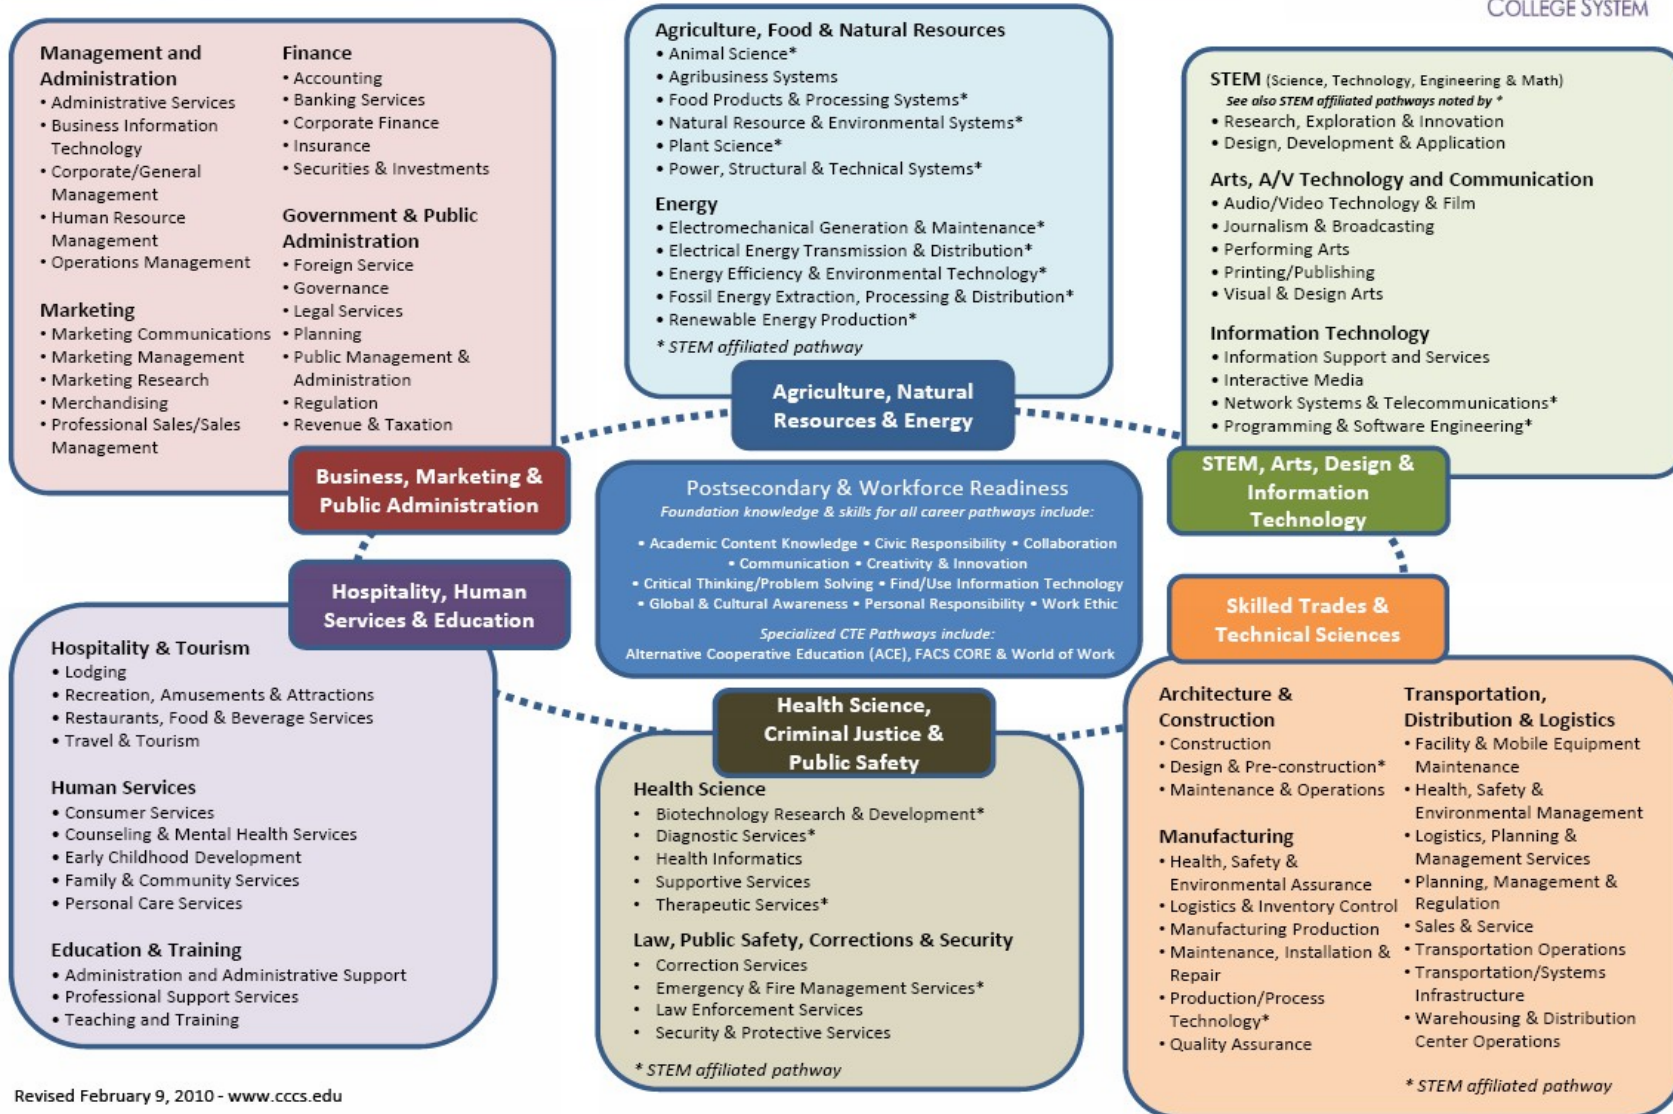 COLLEGE SYSTEM
Management and
Administration
• Administrative Services
• Business Information
Technology
• Corporate/General
Management
• Human Resource
Management
• Operations Management
Marketing
• Marketing Communications
• Marketing Management
• Marketing Research
• Merchandising
• Professional Sales/Sales
Management
Finance
• Accounting
• Banking Services
• Corporate Finance
• Insurance
• Securities & Investments
Government & Public
Administration
• Foreign Service
• Governance
• Legal Services
• Planning
• Public Management &
Administration
• Regulation
• Revenue & Taxation
Business, Marketing &
Public Administration
Agriculture, Food & Natural Resources
• Animal Science*
• Agribusiness Systems
• Food Products & Processing Systems*
• Natural Resource & Environmental Systems*
• Plant Science*
• Power, Structural & Technical Systems*
Energy
• Electromechanical Generation & Maintenance*
• Electrical Energy Transmission & Distribution*
• Energy Efficiency & Environmental Technology*
• Fossil Energy Extraction, Processing & Distribution*
• Renewable Energy Production*
* STEM affiliated pathway
Agriculture, Natural
Resources & Energy
STEM (Science, Technology, Engineering & Math)
See also STEM affiliated pathways noted by *
• Research, Exploration & Innovation
• Design, Development & Application
Arts, A/V Technology and Communication
• Audio/Video Technology & Film
• Journalism & Broadcasting
• Performing Arts
• Printing/Publishing
• Visual & Design Arts
Information Technology
• Information Support and Services
• Interactive Media
• Network Systems & Telecommunications*
• Programming & Software Engineering*
STEM, Arts, Design &
Information
Technology
Postsecondary & Workforce Readiness
Foundation knowledge & skills for all career pathways include:
• Academic Content Knowledge • Civic Responsibility • Collaboration
• Communication • Creativity & Innovation
• Critical Thinking/Problem Solving • Find/Use Information Technology
• Global & Cultural Awareness • Personal Responsibility • Work Ethic
Specialized CTE Pathways include:
Alternative Cooperative Education (ACE), FACS CORE & World of Work
Hospitality, Human
Services & Education
Hospitality & Tourism
• Lodging
• Recreation, Amusements & Attractions
• Restaurants, Food & Beverage Services
• Travel & Tourism
Human Services
• Consumer Services
• Counseling & Mental Health Services
• Early Childhood Development
• Family & Community Services
• Personal Care Services
Education & Training
• Administration and Administrative Support
• Professional Support Services
• Teaching and Training
Health Science,
Criminal Justice &
Public Safety
Health Science
• Biotechnology Research & Development*
• Diagnostic Services*
• Health Informatics
• Supportive Services
• Therapeutic Services*
Law, Public Safety, Corrections & Security
• Correction Services
• Emergency & Fire Management Services*
• Law Enforcement Services
• Security & Protective Services
* STEM affiliated pathway
Skilled Trades &
Technical Sciences
Architecture &
Construction
• Construction
• Design & Pre-construction*
• Maintenance & Operations
Manufacturing
• Health, Safety &
Environmental Assurance
• Logistics & Inventory Control
• Manufacturing Production
• Maintenance, Installation &
Repair
• Production/Process
Technology*
• Quality Assurance
Transportation,
Distribution & Logistics
• Facility & Mobile Equipment
Maintenance
• Health, Safety &
Environmental Management
• Logistics, Planning &
Management Services
• Planning, Management &
Regulation
• Sales & Service
• Transportation Operations
• Transportation/Systems
Infrastructure
• Warehousing & Distribution
Center Operations
* STEM affiliated pathway
Revised February 9, 2010 - www.cccs.edu